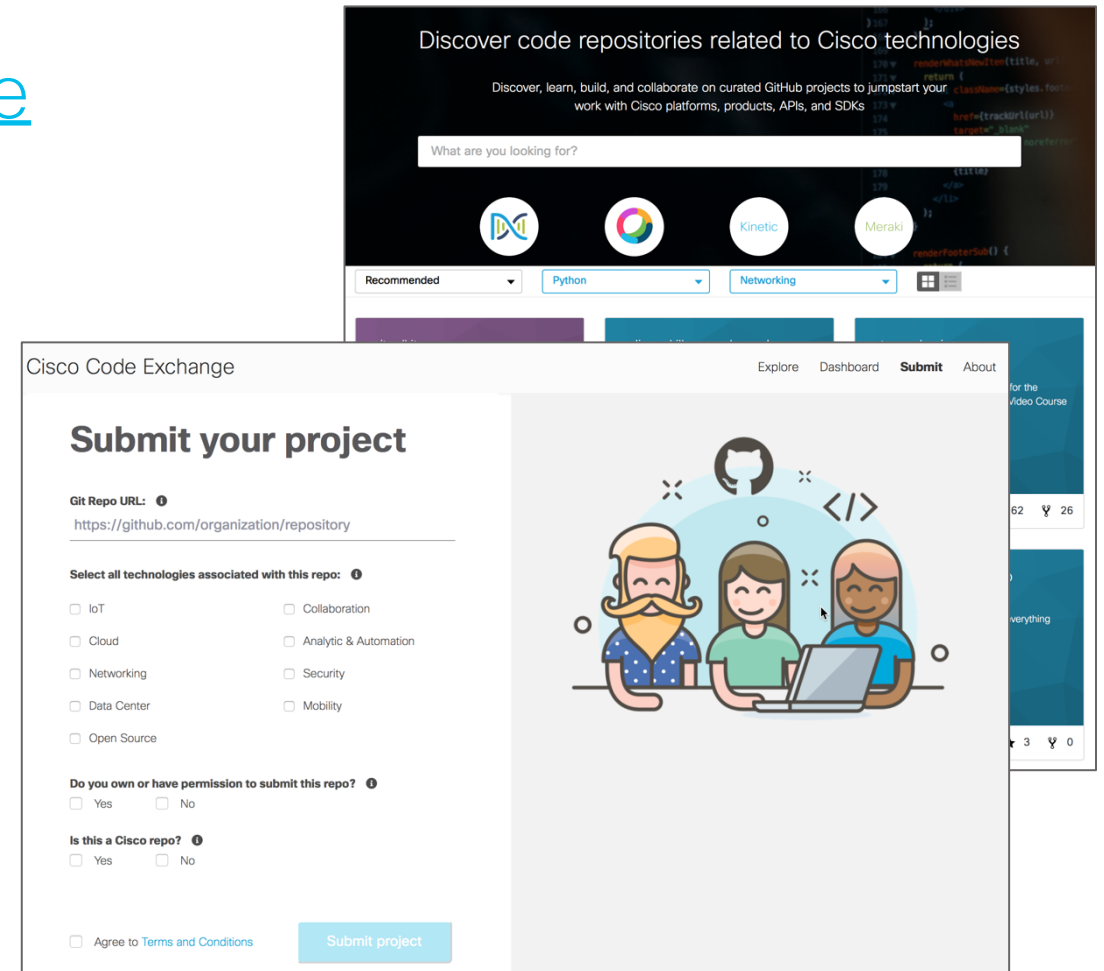 Discover code repositories related to Cisco technologies
Discover, learn, build, and collaborate on curated GitHub projects to jumpstart your
work with Cisco platforms, products, APIs, and SDKs
What are you looking for?
Kinetic
Meraki
Recommended
Python
Networking
for the
Video Course
62 26
3 0
Cisco Code Exchange
Explore Dashboard Submit About
Submit your project
Git Repo URL:
https://github.com/organization/repository
Select all technologies associated with this repo:
IoT Collaboration
Cloud Analytic & Automation
Networking Security
Data Center Mobility
Open Source
Do you own or have permission to submit this repo?
Yes No
Is this a Cisco repo?
Yes No
Agree to Terms and Conditions
Submit project